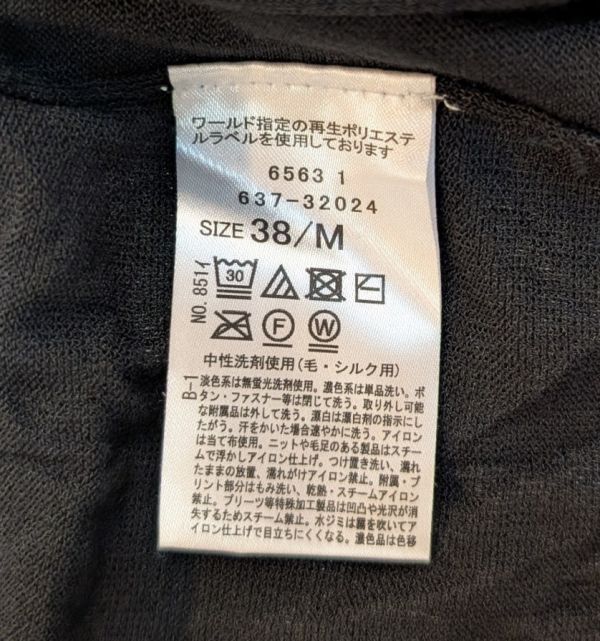 ワールド指定の再生ポリエステ
ルラベルを使用しております
6563 1
637-32024
SIZE 38/M
NO. 8514
30
F
W
中性洗剤使用(毛・シルク用)
B-1
淡色系は無蛍光洗剤使用。濃色系は単品洗い。ボ
タン・ファスナー等は閉じて洗う。取り外し可能
な附属品は外して洗う。漂白は漂白剤の指示にし
たがう。汗をかいた場合速やかに洗う。アイロン
は当て布使用。ニットや毛足のある製品はスチー
ムで浮かしアイロン仕上げ。つけ置き洗い、濡れ
たままの放置、濡れがけアイロン禁止。附属・プ
リント部分はもみ洗い、乾熱・スチームアイロン
禁止。プリーツ等特殊加工製品は凹凸や光沢が消
失するためスチーム禁止。水ジミは霧を吹いてア
イロン仕上げで目立ちにくくなる。濃色品は色移